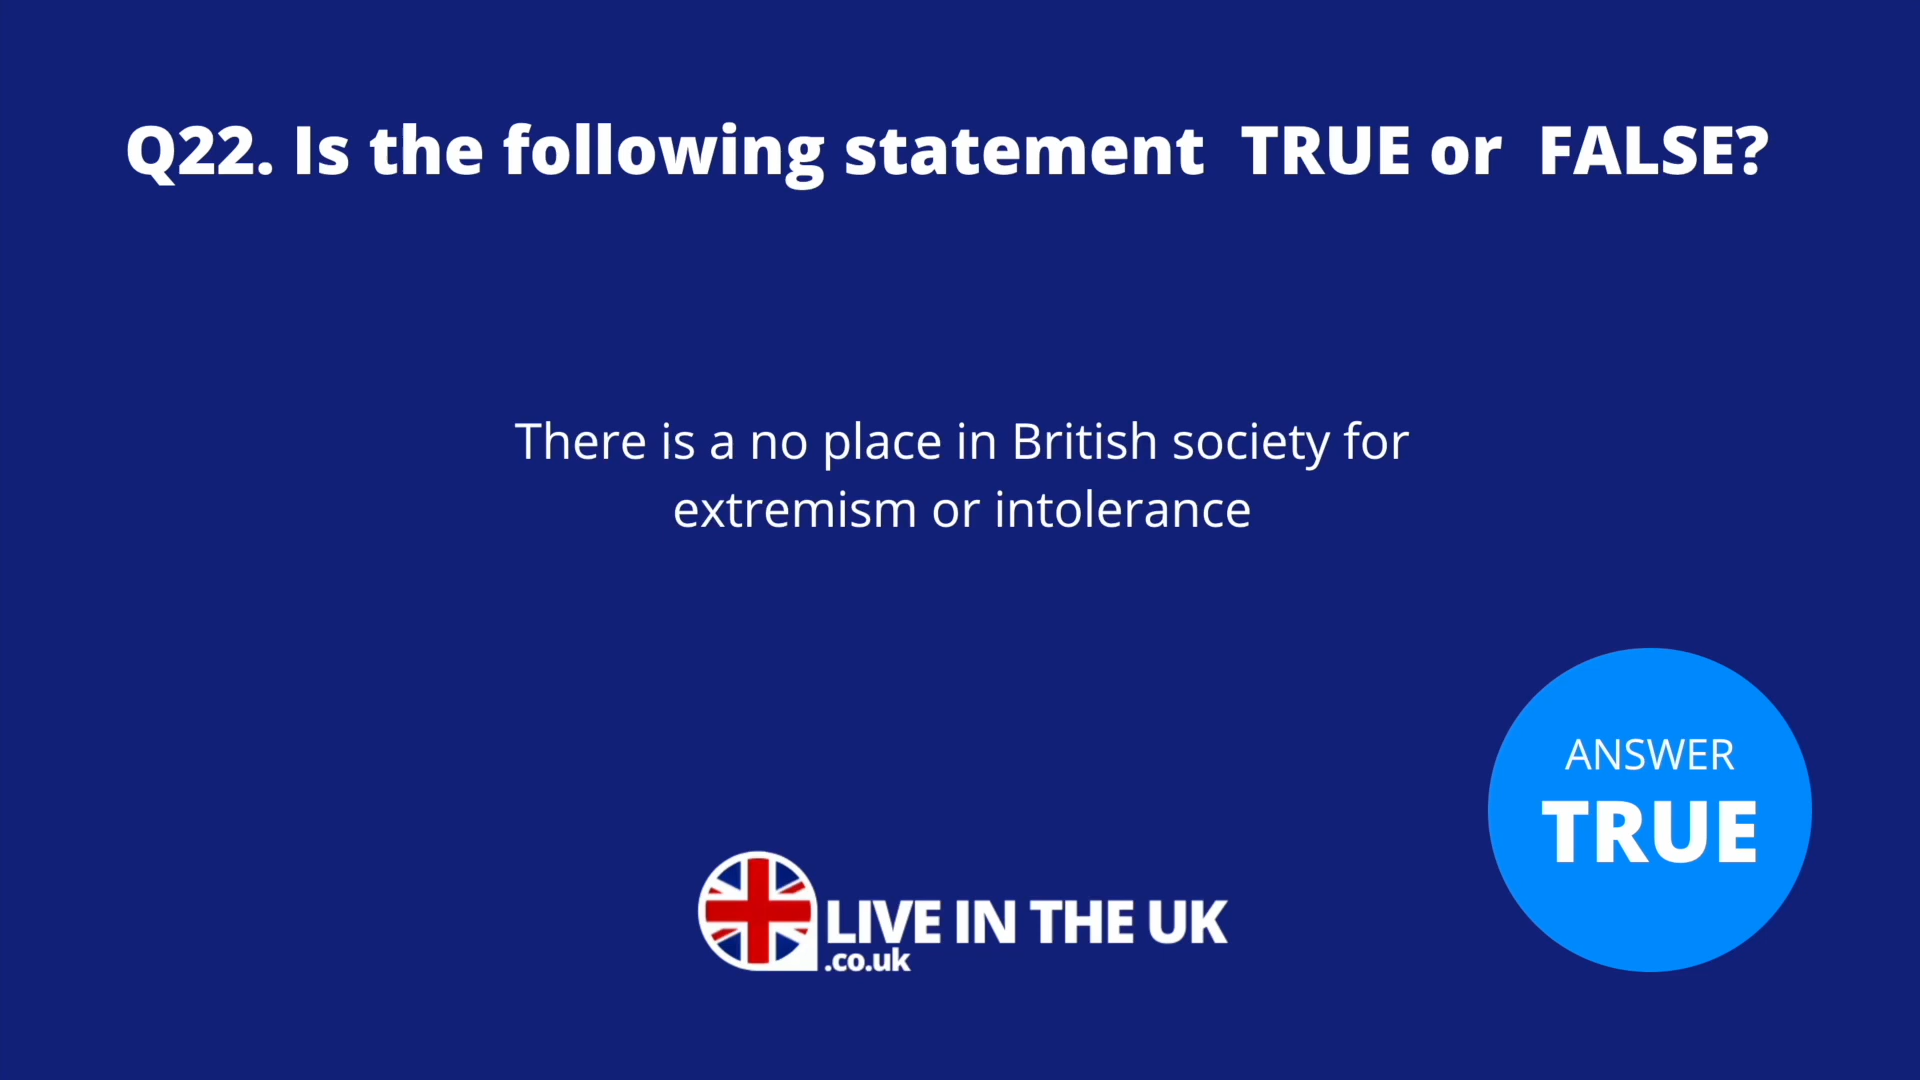 Q22. Is the following statement TRUE or FALSE?
There is a no place in British society for
extremism or intolerance
ANSWER
TRUE
LIVE IN THE UK
.co.uk